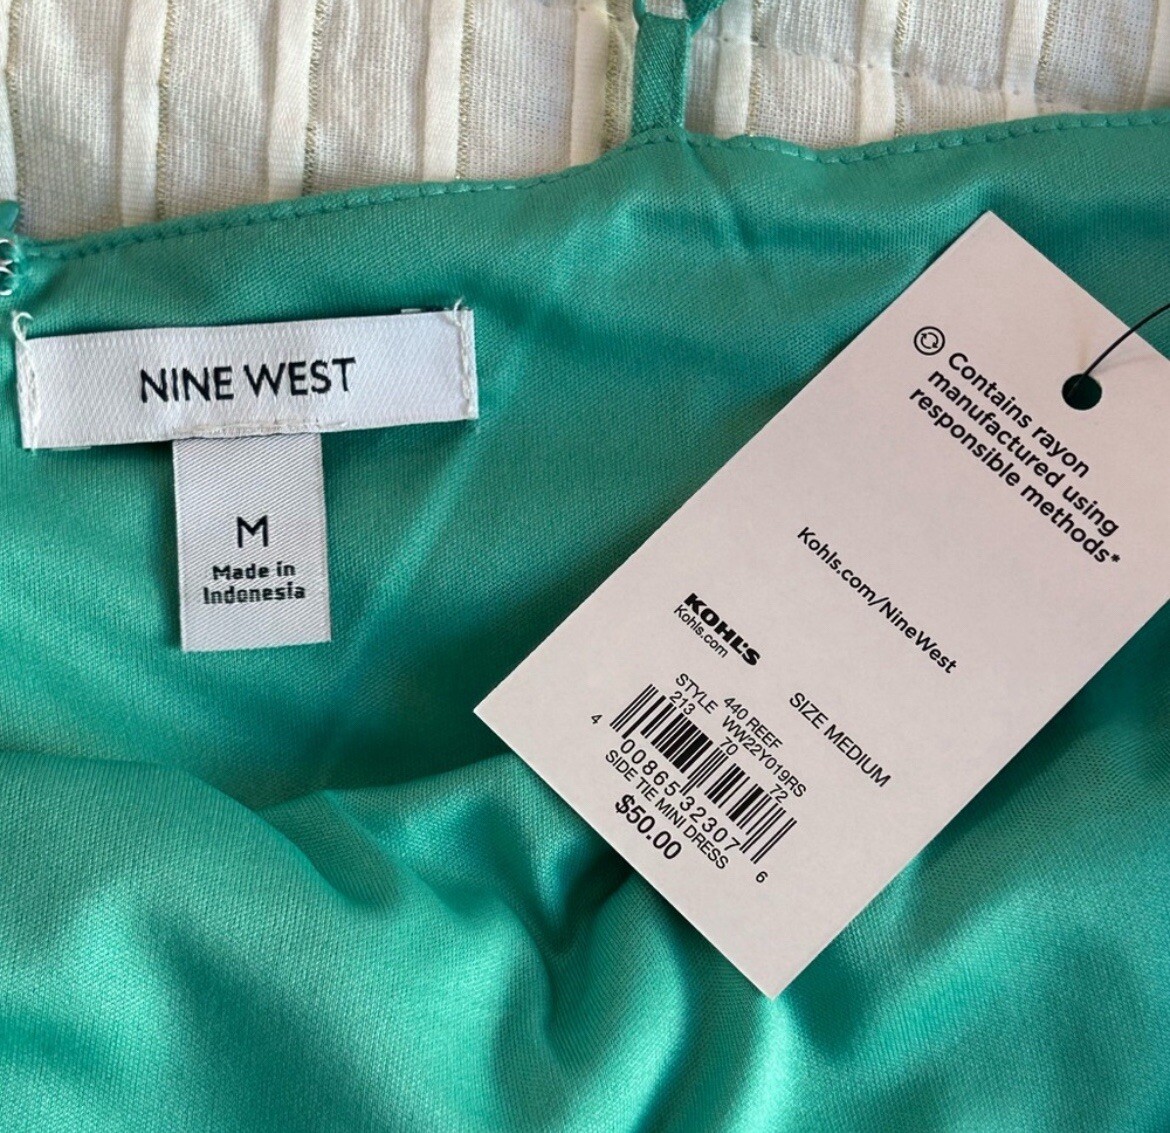 NINE WEST
M
Made in
Indonesia
Contains rayon
manufactured using
responsible methods*
Kohls.com/NineWest
KOHL'S
Kohls.com
SIZE MEDIUM
440 REEF
STYLE WW22Y019RS
213 70 72
4 00865 32307 6
SIDE TIE MINI DRESS
$50.00